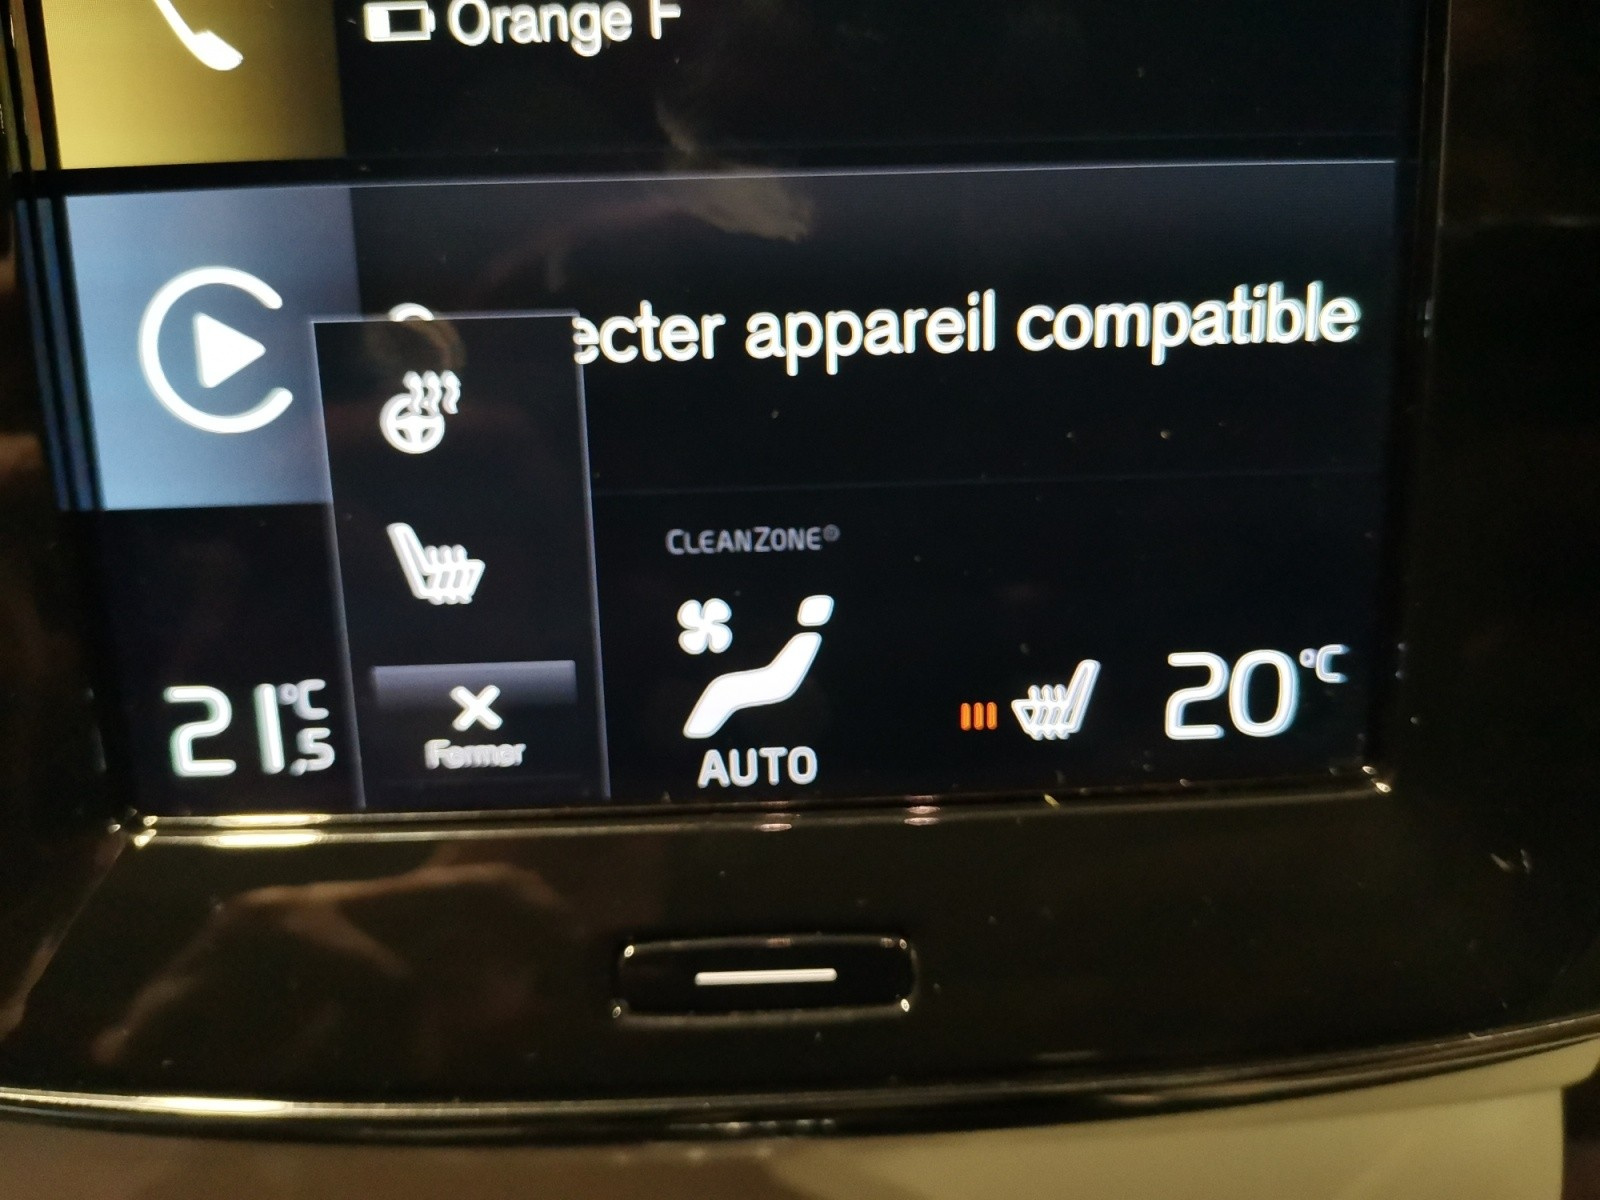 Orange F
ecter appareil compatible
CLEANZONE®
21,5 °C
Fermer
AUTO
20 °C